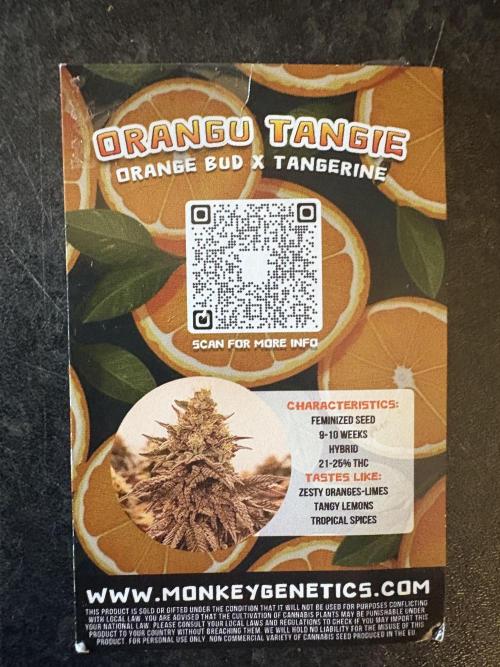 ORANGU TANGIE
ORANGE BUD X TANGERINE
SCAN FOR MORE INFO
CHARACTERISTICS:
FEMINIZED SEED
9-10 WEEKS
HYBRID
21-25% THC
TASTES LIKE:
ZESTY ORANGES-LIMES
TANGY LEMONS
TROPICAL SPICES
WWW.MONKEYGENETICS.COM
THIS PRODUCT IS SOLD OR GIFTED UNDER THE CONDITION THAT IT WILL NOT BE USED FOR PURPOSES CONFLICTING
WITH LOCAL LAW. YOU ARE ADVISED THAT THE CULTIVATION OF CANNABIS PLANTS MAY BE PUNISHABLE UNDER
YOUR NATIONAL LAW. PLEASE CONSULT YOUR LOCAL LAWS AND REGULATIONS TO CHECK IF YOU MAY IMPORT THIS
PRODUCT TO YOUR COUNTRY WITHOUT BREACHING THEM. WE WILL HOLD NO LIABILITY FOR THE MISUSE OF THIS
PRODUCT. FOR PERSONAL USE ONLY. NON COMMERCIAL VARIETY OF CANNABIS SEED PRODUCED IN THE EU.